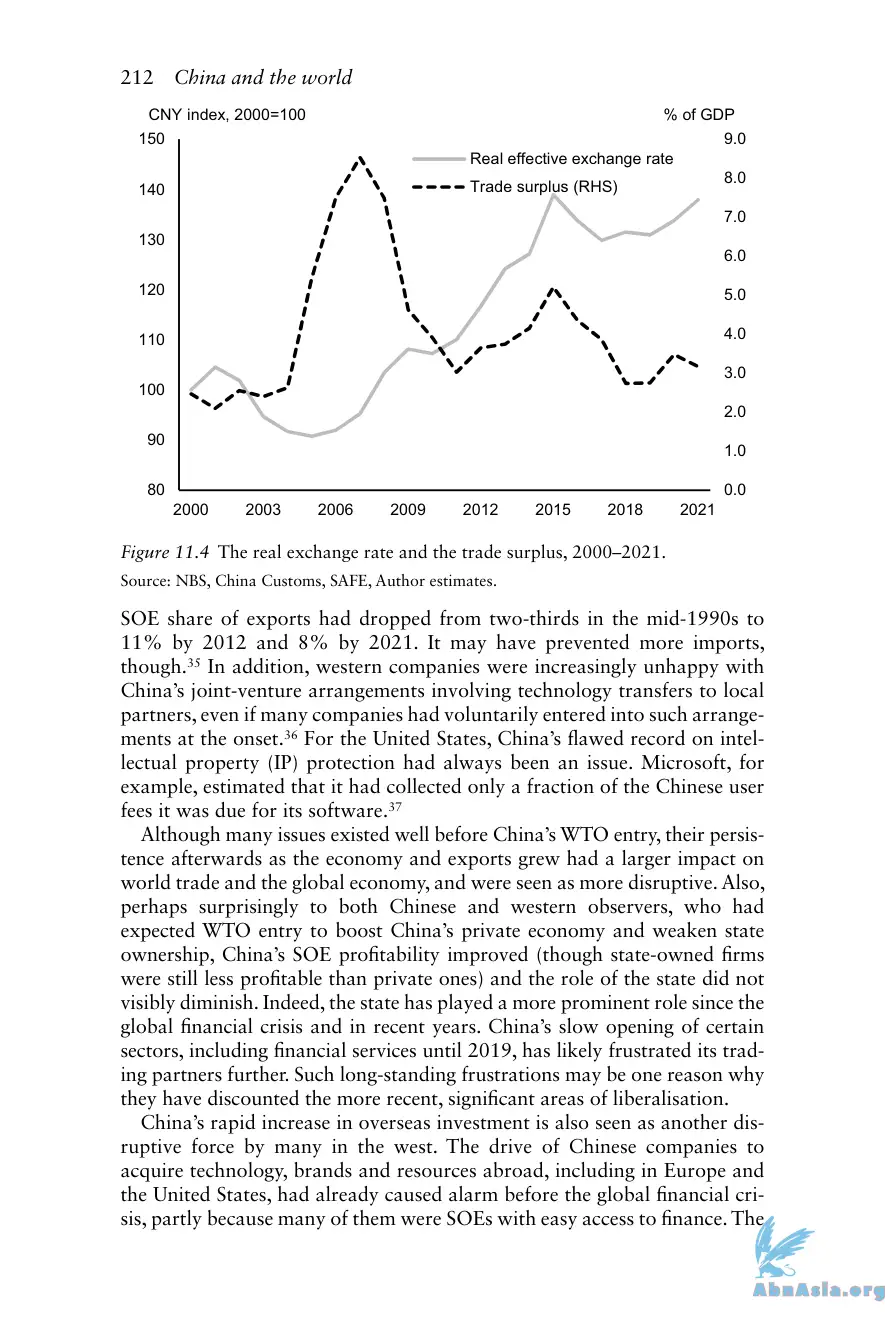 212 China and the world
CNY index, 2000=100 % of GDP
150 9.0
Real effective exchange rate
140 Trade surplus (RHS) 8.0
7.0
130
6.0
120 5.0
110 4.0
3.0
100
2.0
90 1.0
80 0.0
2000 2003 2006 2009 2012 2015 2018 2021
Figure 11.4 The real exchange rate and the trade surplus, 2000–2021.
Source: NBS, China Customs, SAFE, Author estimates.
SOE share of exports had dropped from two-thirds in the mid-1990s to
11% by 2012 and 8% by 2021. It may have prevented more imports,
though.³⁵ In addition, western companies were increasingly unhappy with
China’s joint-venture arrangements involving technology transfers to local
partners, even if many companies had voluntarily entered into such arrange-
ments at the onset.³⁶ For the United States, China’s flawed record on intel-
lectual property (IP) protection had always been an issue. Microsoft, for
example, estimated that it had collected only a fraction of the Chinese user
fees it was due for its software.³⁷
Although many issues existed well before China’s WTO entry, their persis-
tence afterwards as the economy and exports grew had a larger impact on
world trade and the global economy, and were seen as more disruptive. Also,
perhaps surprisingly to both Chinese and western observers, who had
expected WTO entry to boost China’s private economy and weaken state
ownership, China’s SOE profitability improved (though state-owned firms
were still less profitable than private ones) and the role of the state did not
visibly diminish. Indeed, the state has played a more prominent role since the
global financial crisis and in recent years. China’s slow opening of certain
sectors, including financial services until 2019, has likely frustrated its trad-
ing partners further. Such long-standing frustrations may be one reason why
they have discounted the more recent, significant areas of liberalisation.
China’s rapid increase in overseas investment is also seen as another dis-
ruptive force by many in the west. The drive of Chinese companies to
acquire technology, brands and resources abroad, including in Europe and
the United States, had already caused alarm before the global financial cri-
sis, partly because many of them were SOEs with easy access to finance. The
AbnAsia.org